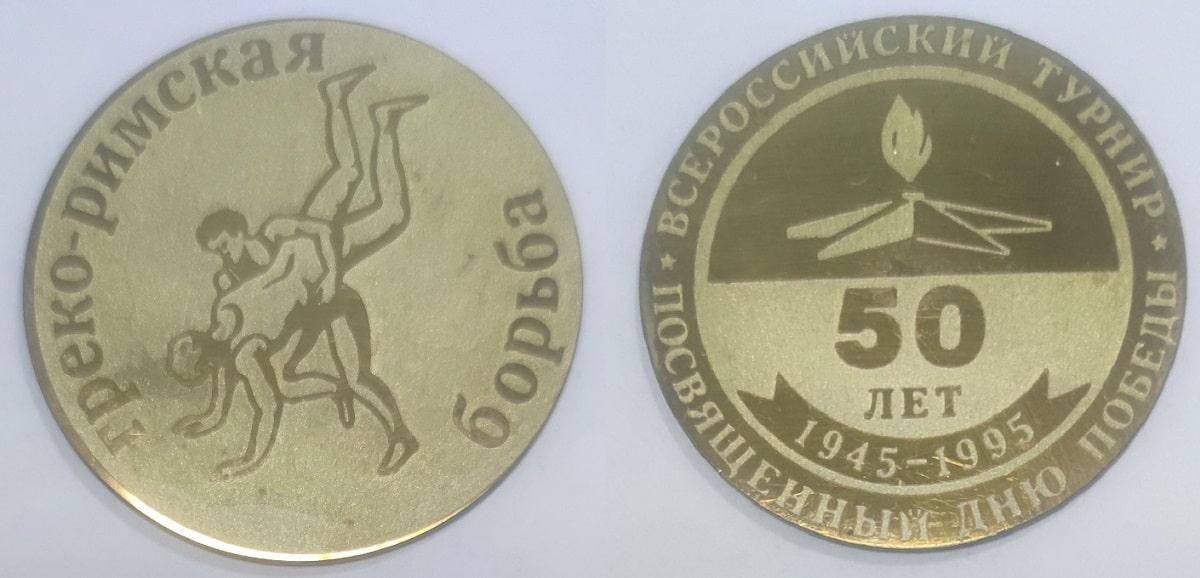 греко-римская
борьба
ВСЕРОССИЙСКИЙ ТУРНИР
ПОСВЯЩЕННЫЙ ДНЮ ПОБЕДЫ
50
ЛЕТ
1945-1995